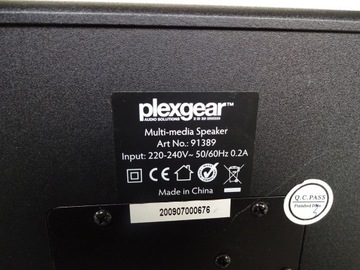 plexgear™
AUDIO SOLUTIONS
Multi-media Speaker
Art No.: 91389
Input: 220-240V~ 50/60Hz 0.2A
CE
Made in China
200907000676
Q.C.PASS